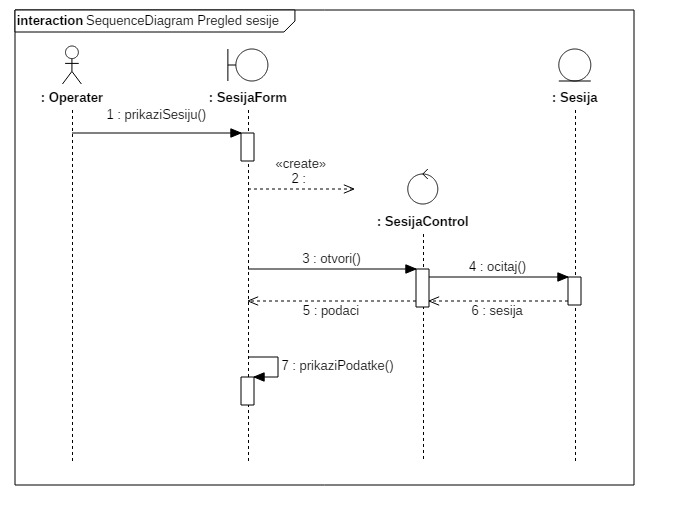 interaction SequenceDiagram Pregled sesije
: Operater
: SesijaForm
: Sesija
1 : prikaziSesiju()
«create»
2 :
: SesijaControl
3 : otvori()
4 : ocitaj()
5 : podaci
6 : sesija
7 : prikaziPodatke()